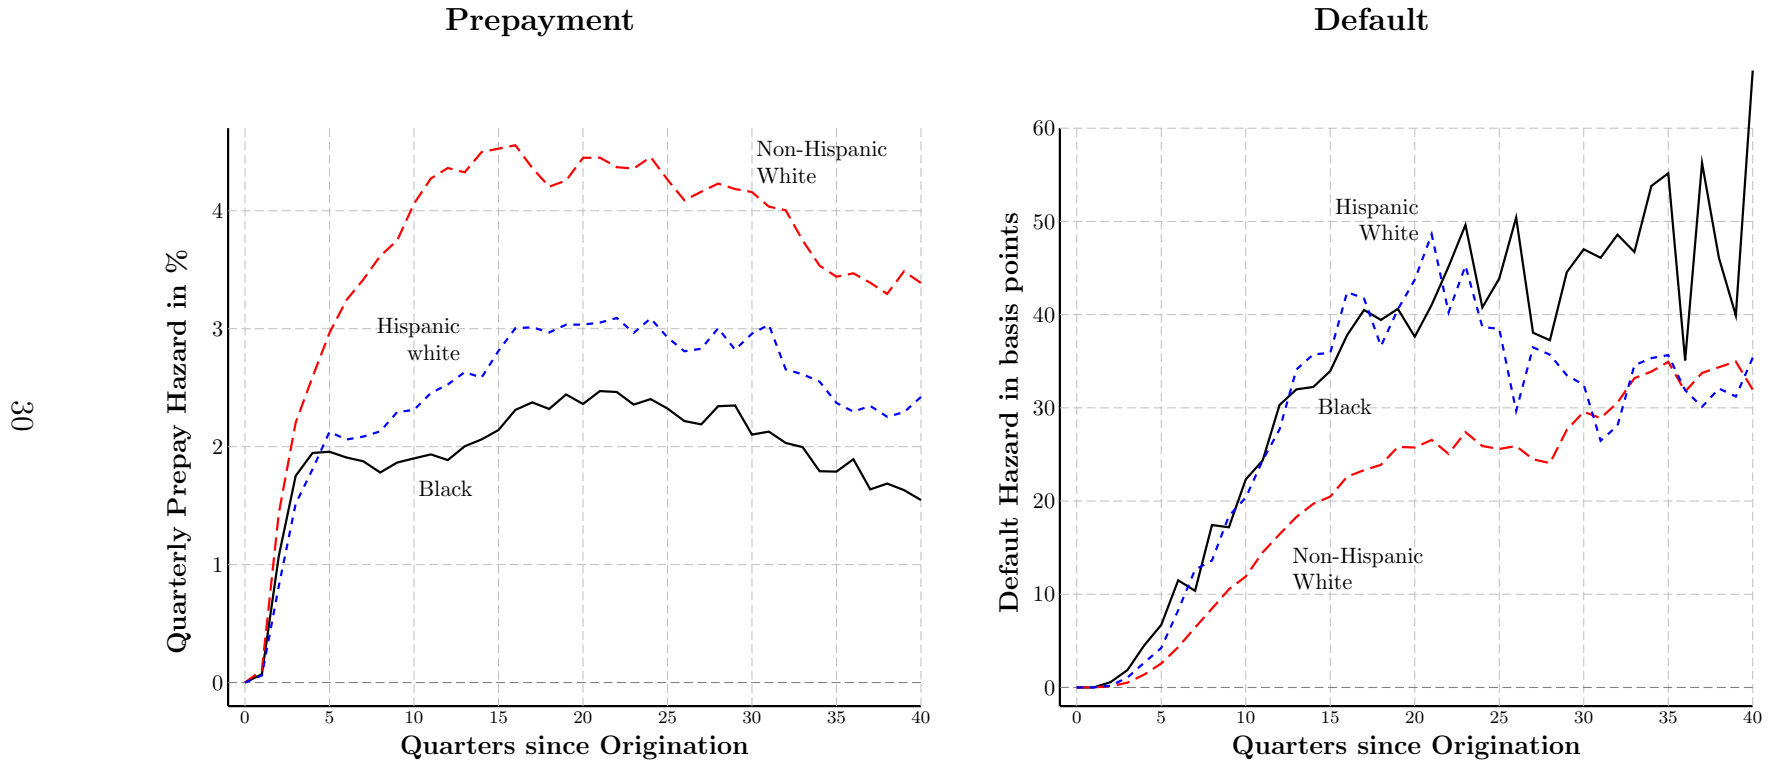 Prepayment
Non-Hispanic
White
Hispanic
white
Black
4
3
2
1
0
Quarterly Prepay Hazard in %
0 5 10 15 20 25 30 35 40
Quarters since Origination
Default
60
50
40
30
20
10
0
Hispanic
White
Black
Non-Hispanic
White
Default Hazard in basis points
0 5 10 15 20 25 30 35 40
Quarters since Origination
30